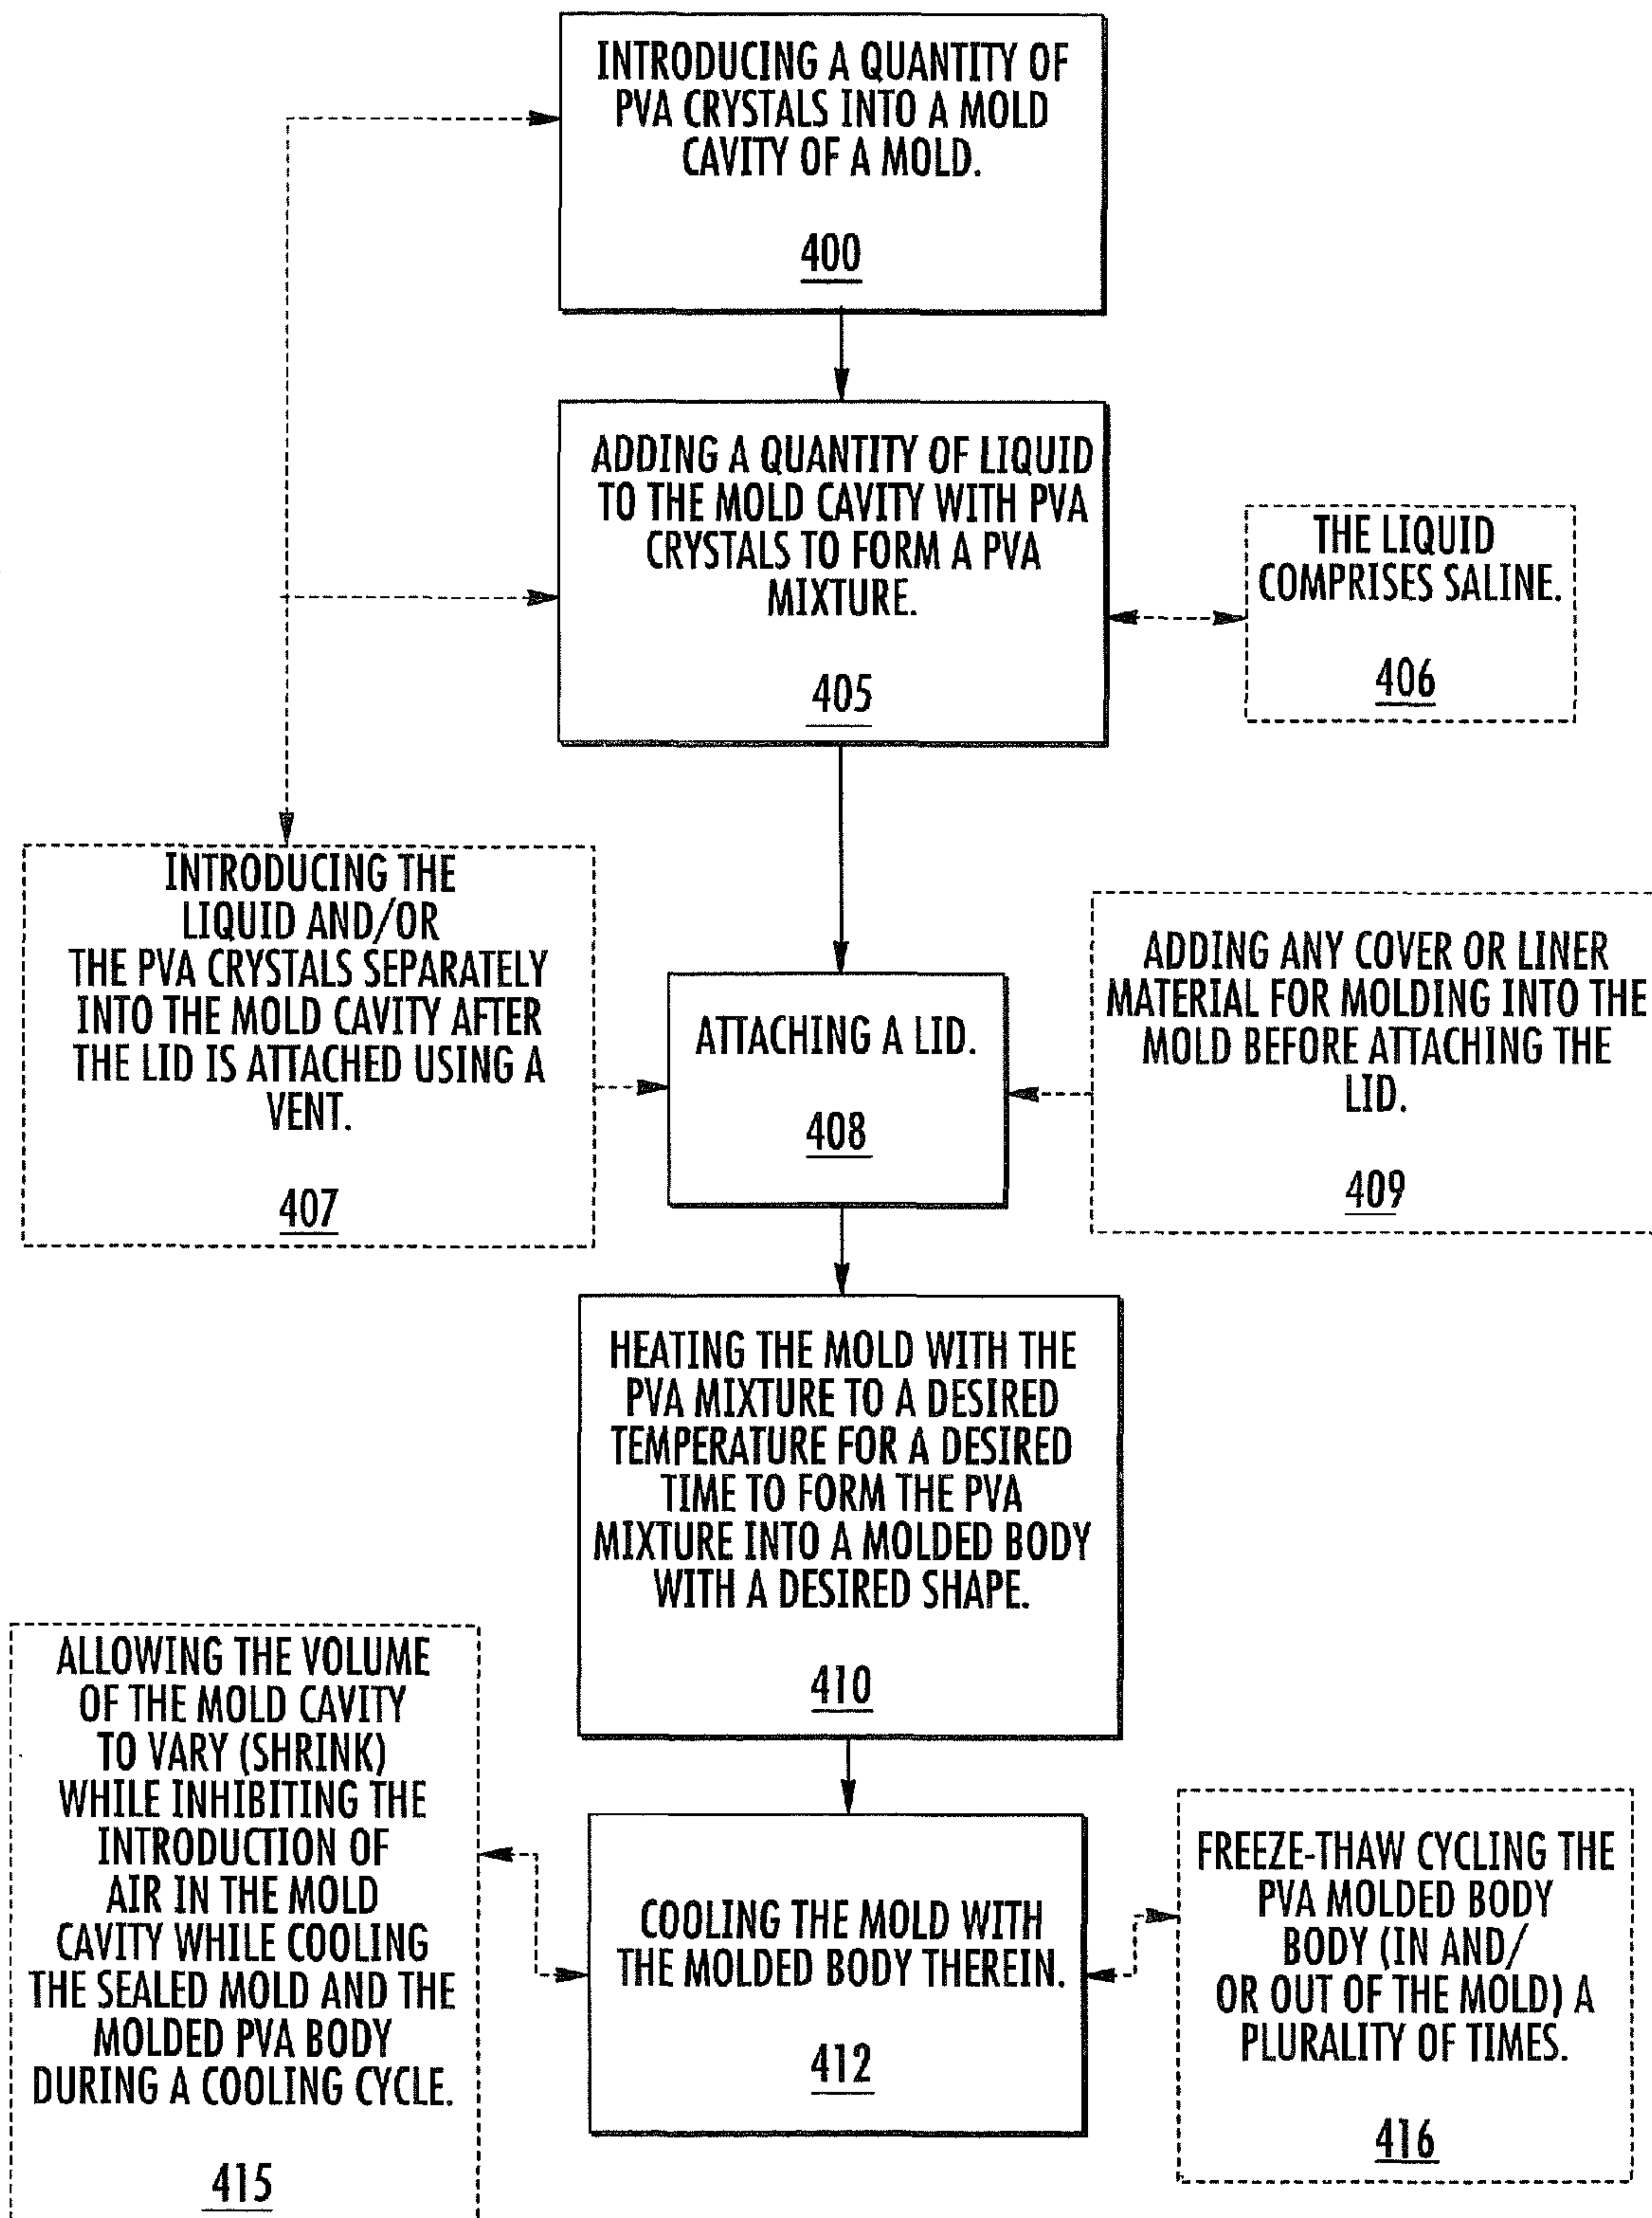 INTRODUCING A QUANTITY OF
PVA CRYSTALS INTO A MOLD
CAVITY OF A MOLD.
400
ADDING A QUANTITY OF LIQUID
TO THE MOLD CAVITY WITH PVA
CRYSTALS TO FORM A PVA
MIXTURE.
405
THE LIQUID
COMPRISES SALINE.
406
INTRODUCING THE
LIQUID AND/OR
THE PVA CRYSTALS SEPARATELY
INTO THE MOLD CAVITY AFTER
THE LID IS ATTACHED USING A
VENT.
407
ATTACHING A LID.
408
ADDING ANY COVER OR LINER
MATERIAL FOR MOLDING INTO THE
MOLD BEFORE ATTACHING THE
LID.
409
HEATING THE MOLD WITH THE
PVA MIXTURE TO A DESIRED
TEMPERATURE FOR A DESIRED
TIME TO FORM THE PVA
MIXTURE INTO A MOLDED BODY
WITH A DESIRED SHAPE.
410
ALLOWING THE VOLUME
OF THE MOLD CAVITY
TO VARY (SHRINK)
WHILE INHIBITING THE
INTRODUCTION OF
AIR IN THE MOLD
CAVITY WHILE COOLING
THE SEALED MOLD AND THE
MOLDED PVA BODY
DURING A COOLING CYCLE.
415
COOLING THE MOLD WITH
THE MOLDED BODY THEREIN.
412
FREEZE-THAW CYCLING THE
PVA MOLDED BODY
BODY (IN AND/
OR OUT OF THE MOLD) A
PLURALITY OF TIMES.
416